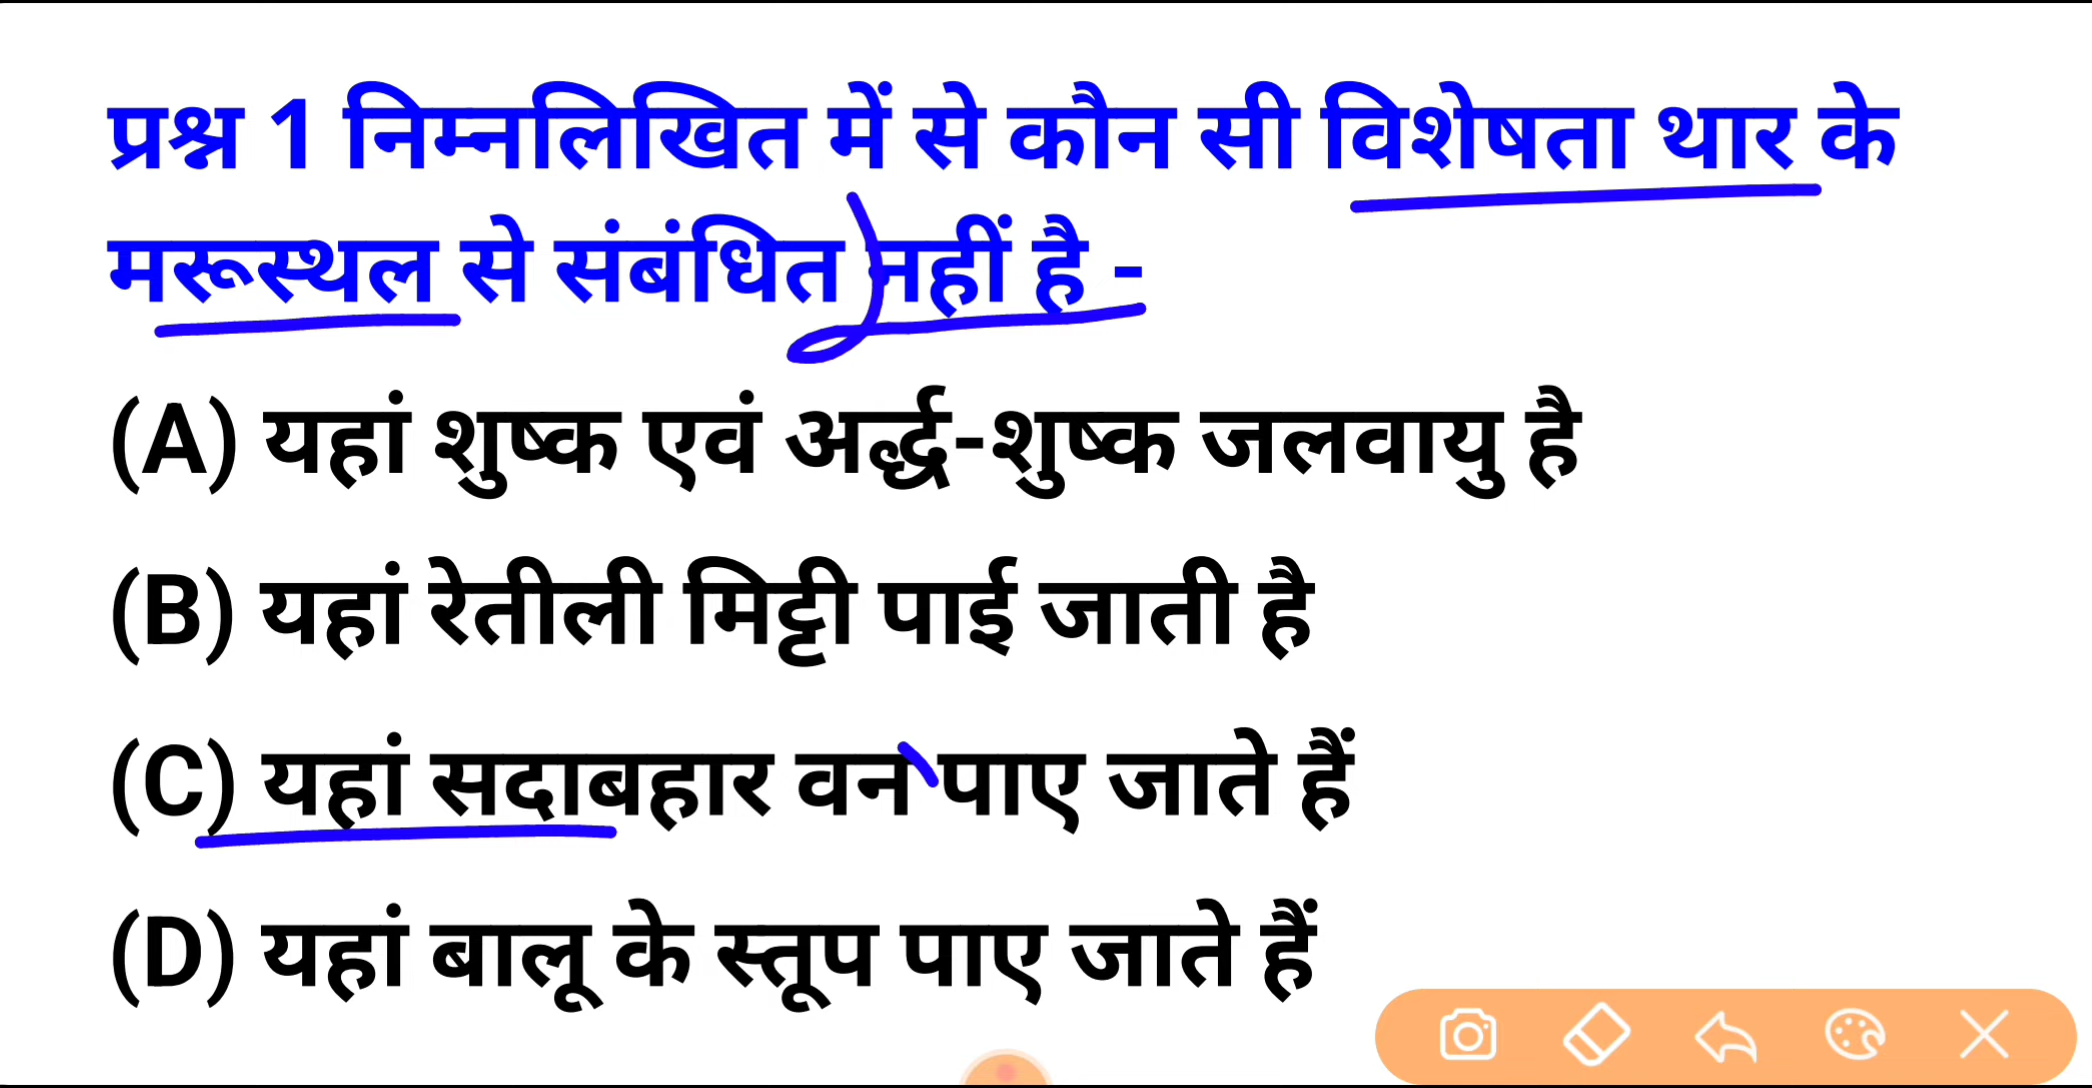 प्रश्न 1 निम्नलिखित में से कौन सी विशेषता थार के
मरूस्थल से संबंधित नहीं है -
(A) यहां शुष्क एवं अर्द्ध-शुष्क जलवायु है
(B) यहां रेतीली मिट्टी पाई जाती है
(C) यहां सदाबहार वन पाए जाते हैं
(D) यहां बालू के स्तूप पाए जाते हैं